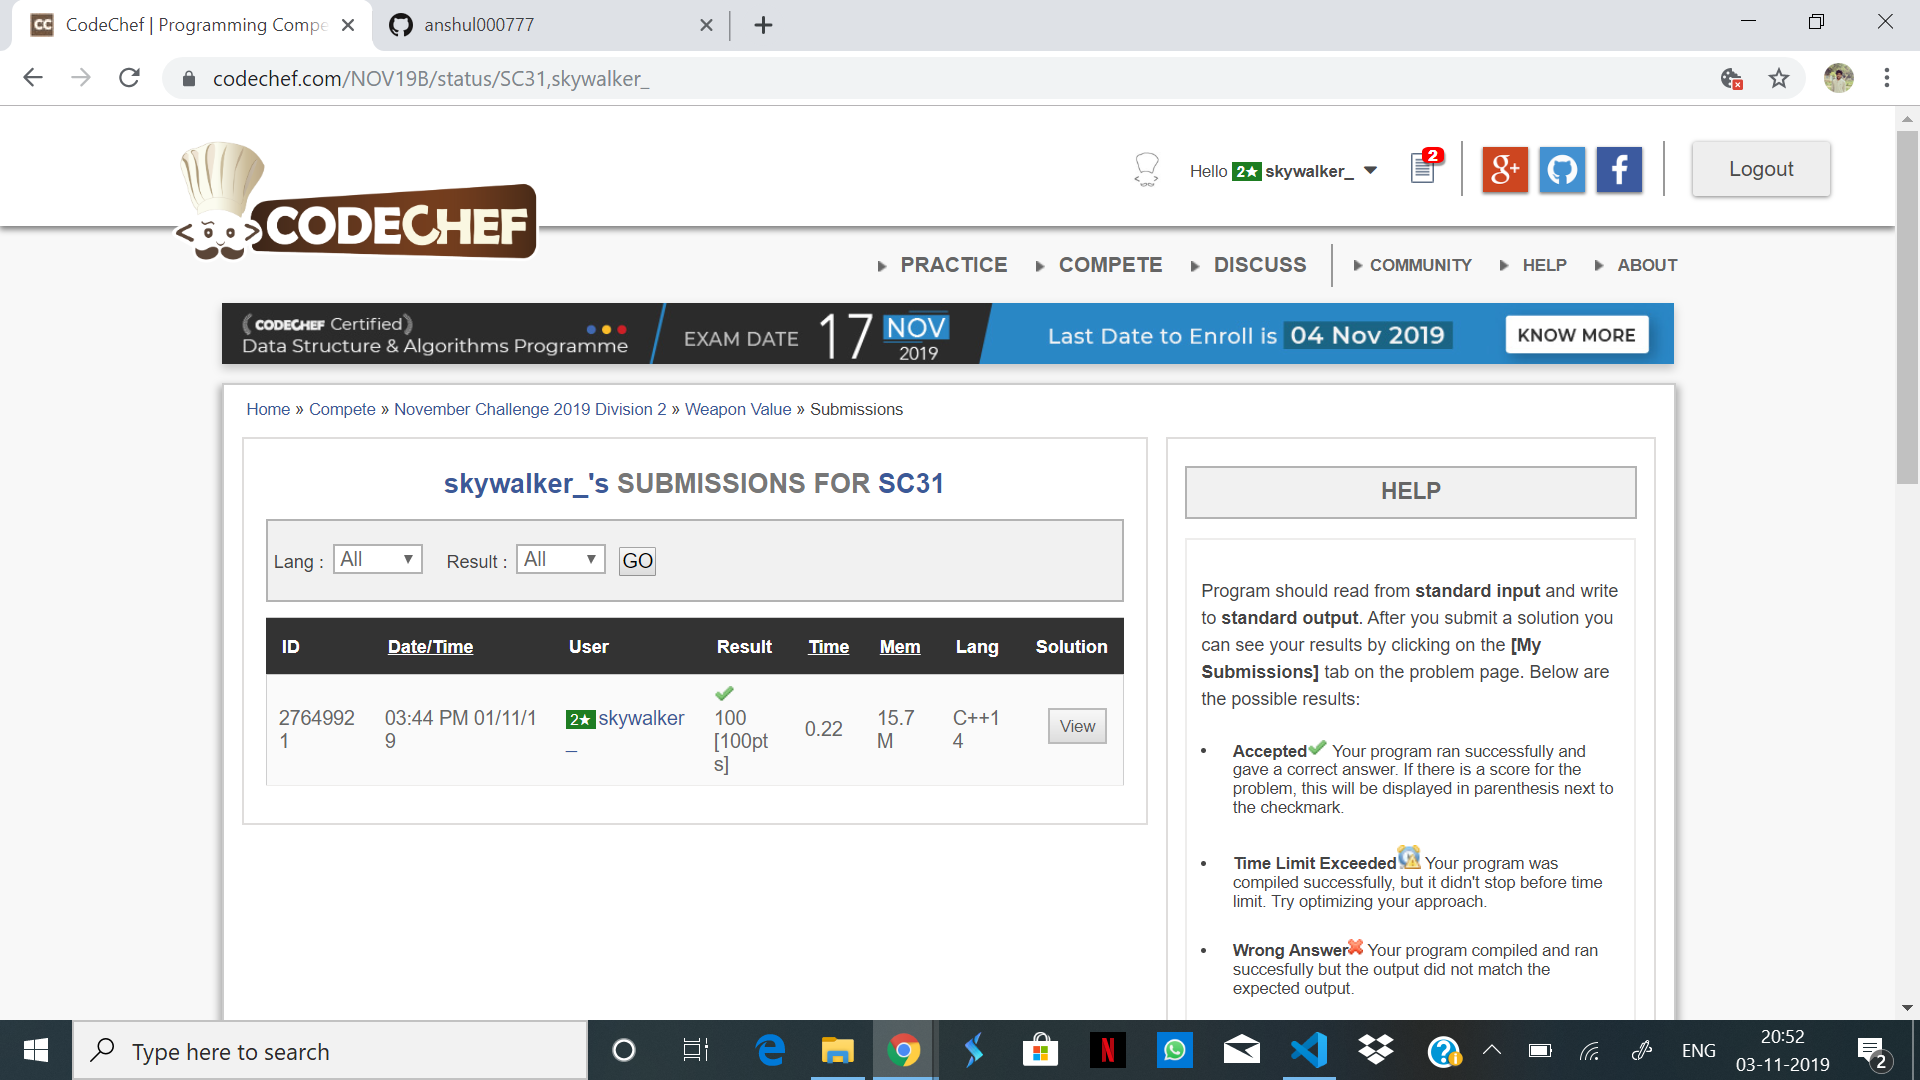 CodeChef | Programming Compe
anshul000777
codechef.com/NOV19B/status/SC31,skywalker_
CODECHEF
Hello 2★ skywalker_
2
g+
f
Logout
PRACTICE
COMPETE
DISCUSS
COMMUNITY
HELP
ABOUT
CODECHEF Certified
Data Structure & Algorithms Programme
EXAM DATE
17
NOV
2019
Last Date to Enroll is 04 Nov 2019
KNOW MORE
Home » Compete » November Challenge 2019 Division 2 » Weapon Value » Submissions
skywalker_'s SUBMISSIONS FOR SC31
Lang : All
Result : All
GO
ID Date/Time User Result Time Mem Lang Solution
2764992
1
03:44 PM 01/11/1
9
2★ skywalker
_
100
[100pt
s]
0.22
15.7
M
C++1
4
View
HELP
Program should read from standard input and write
to standard output. After you submit a solution you
can see your results by clicking on the [My
Submissions] tab on the problem page. Below are
the possible results:
• Accepted Your program ran successfully and
gave a correct answer. If there is a score for the
problem, this will be displayed in parenthesis next to
the checkmark.
• Time Limit Exceeded Your program was
compiled successfully, but it didn't stop before time
limit. Try optimizing your approach.
• Wrong Answer Your program compiled and ran
succesfully but the output did not match the
expected output.
Type here to search
ENG
20:52
03-11-2019
2